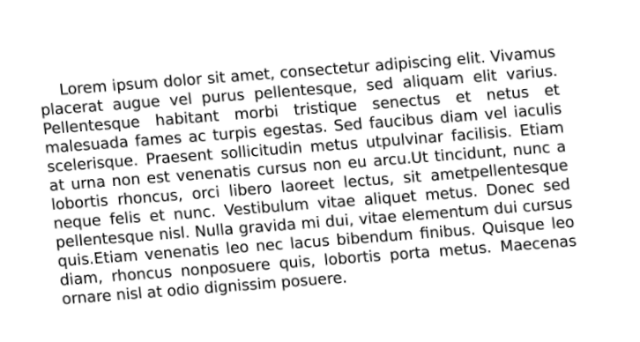 Lorem ipsum dolor sit amet, consectetur adipiscing elit. Vivamus
placerat augue vel purus pellentesque, sed aliquam elit varius.
Pellentesque habitant morbi tristique senectus et netus et
malesuada fames ac turpis egestas. Sed faucibus diam vel iaculis
scelerisque. Praesent sollicitudin metus utpulvinar facilisis. Etiam
at urna non est venenatis cursus non eu arcu.Ut tincidunt, nunc a
lobortis rhoncus, orci libero laoreet lectus, sit ametpellentesque
neque felis et nunc. Vestibulum vitae aliquet metus. Donec sed
pellentesque nisl. Nulla gravida mi dui, vitae elementum dui cursus
quis.Etiam venenatis leo nec lacus bibendum finibus. Quisque leo
diam, rhoncus nonposuere quis, lobortis porta metus. Maecenas
ornare nisl at odio dignissim posuere.